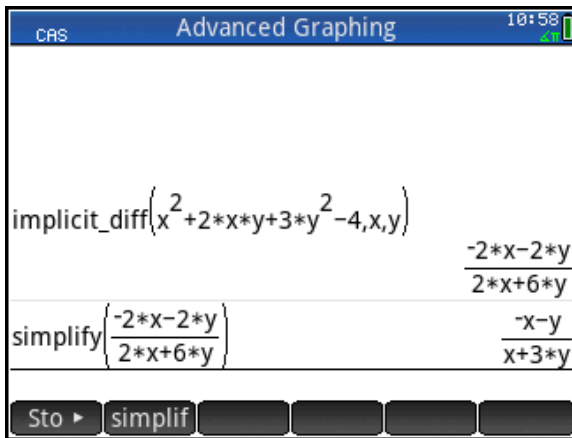 CAS Advanced Graphing 10:58
∡π
implicit_diff(x²+2*x*y+3*y²−4,x,y)
⁻2*x−2*y
2*x+6*y
simplify(⁻2*x−2*y / 2*x+6*y) ⁻x−y / x+3*y
Sto ▸ simplif